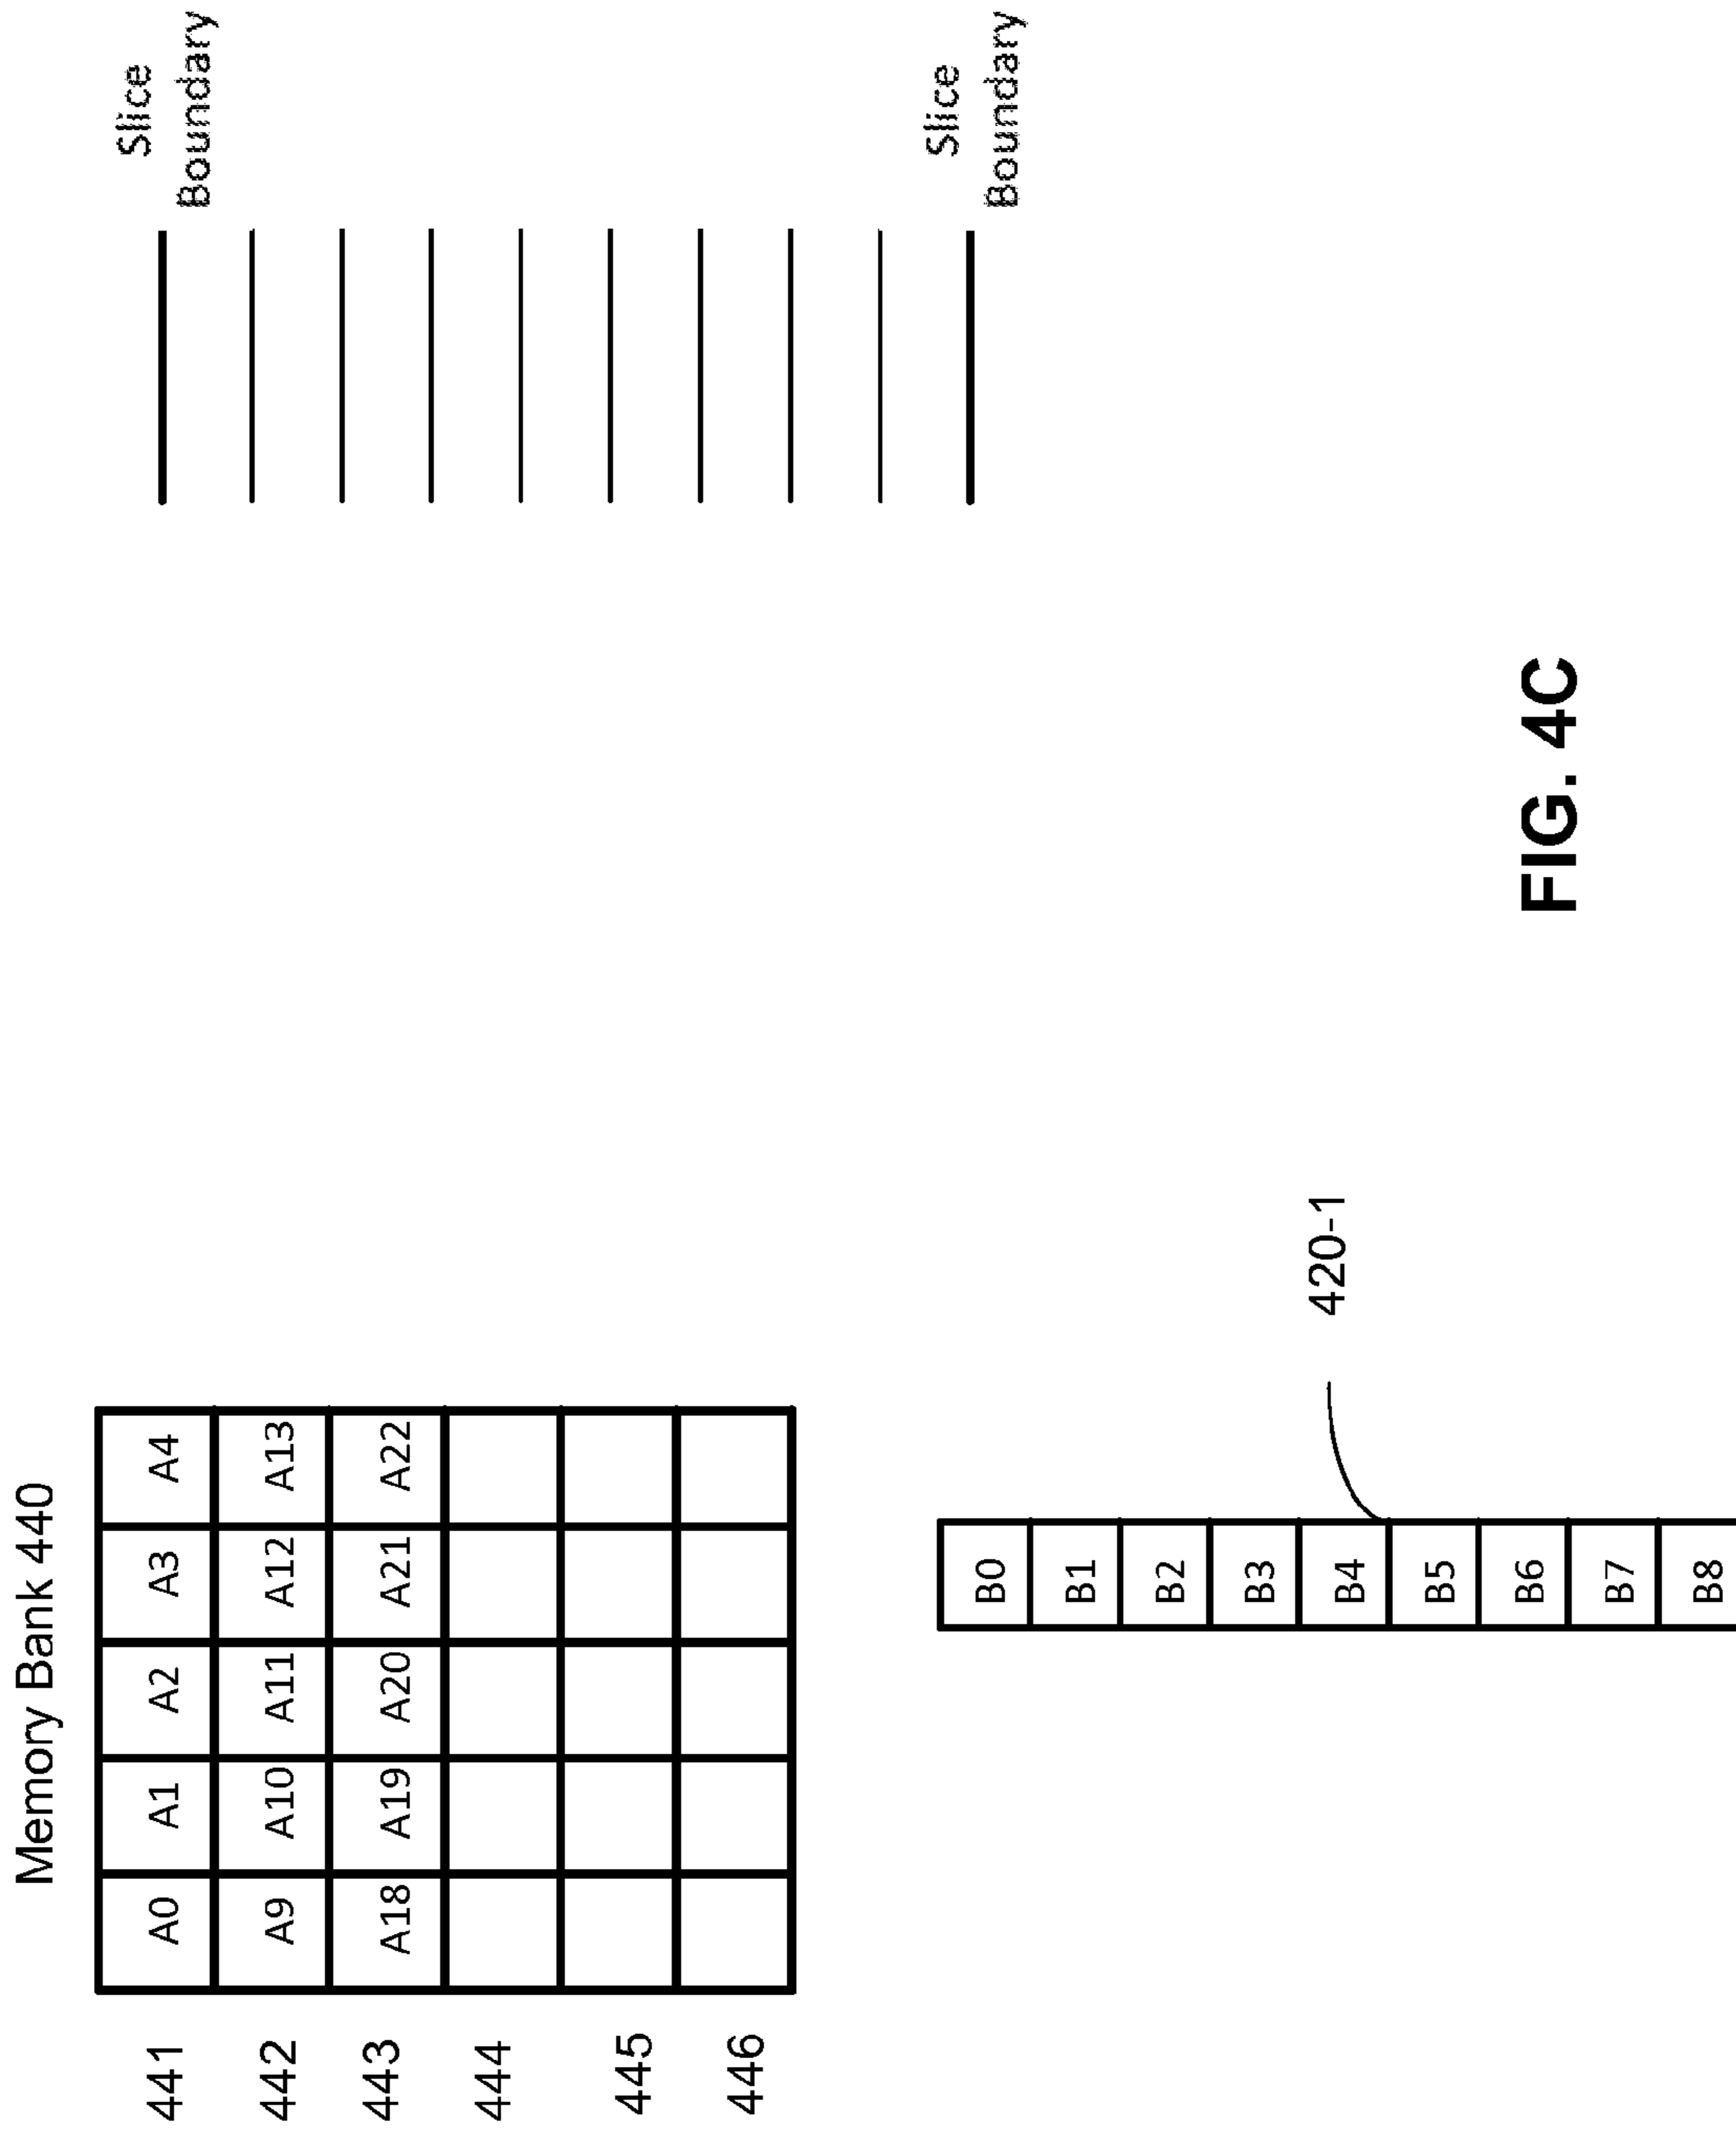 Memory Bank 440
441 A0 A1 A2 A3 A4
442 A9 A10 A11 A12 A13
443 A18 A19 A20 A21 A22
444
445
446
Slice
Boundary
Slice
Boundary
B0
B1
B2
B3
B4
B5
B6
B7
B8
420-1
FIG. 4C